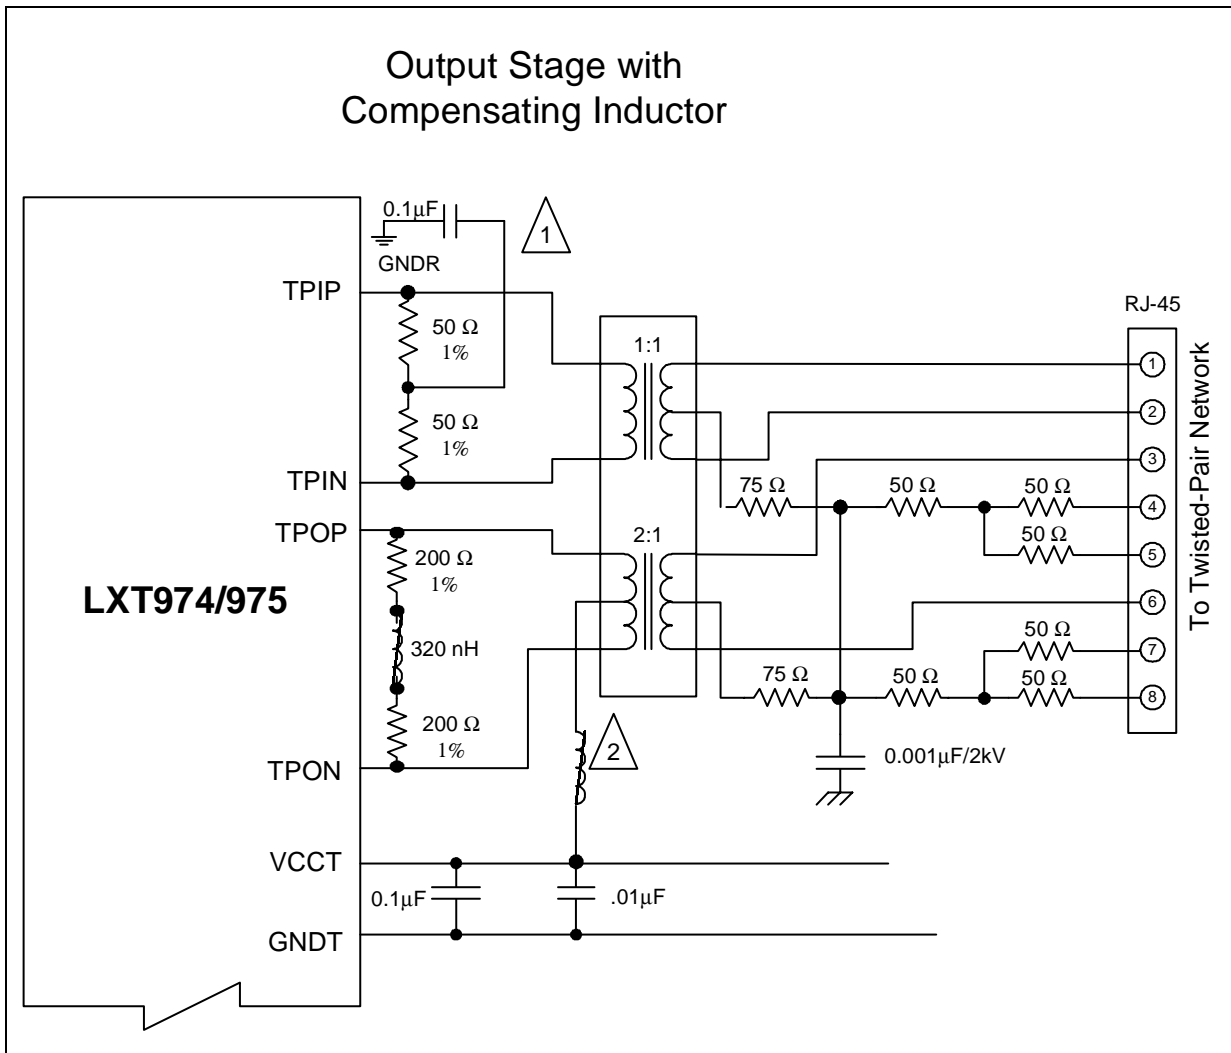 Output Stage with
Compensating Inductor
0.1µF
1
GNDR
TPIP
RJ-45
50 Ω
1%
1:1
1
2
50 Ω
1%
3
TPIN
75 Ω
50 Ω
50 Ω
4
TPOP
50 Ω
5
200 Ω
1%
2:1
LXT974/975
6
To Twisted-Pair Network
320 nH
50 Ω
7
75 Ω
50 Ω
50 Ω
8
200 Ω
1%
2
TPON
0.001µF/2kV
VCCT
0.1µF
.01µF
GNDT